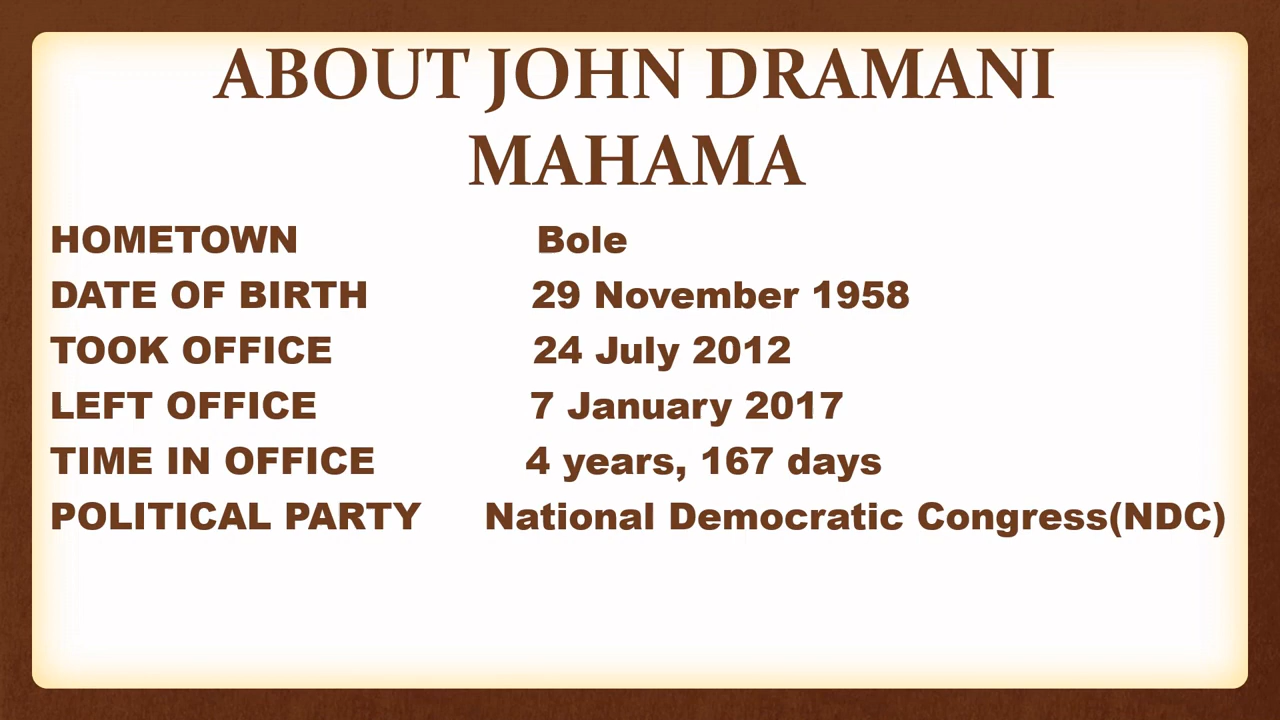 ABOUT JOHN DRAMANI
MAHAMA
HOMETOWN Bole
DATE OF BIRTH 29 November 1958
TOOK OFFICE 24 July 2012
LEFT OFFICE 7 January 2017
TIME IN OFFICE 4 years, 167 days
POLITICAL PARTY National Democratic Congress(NDC)